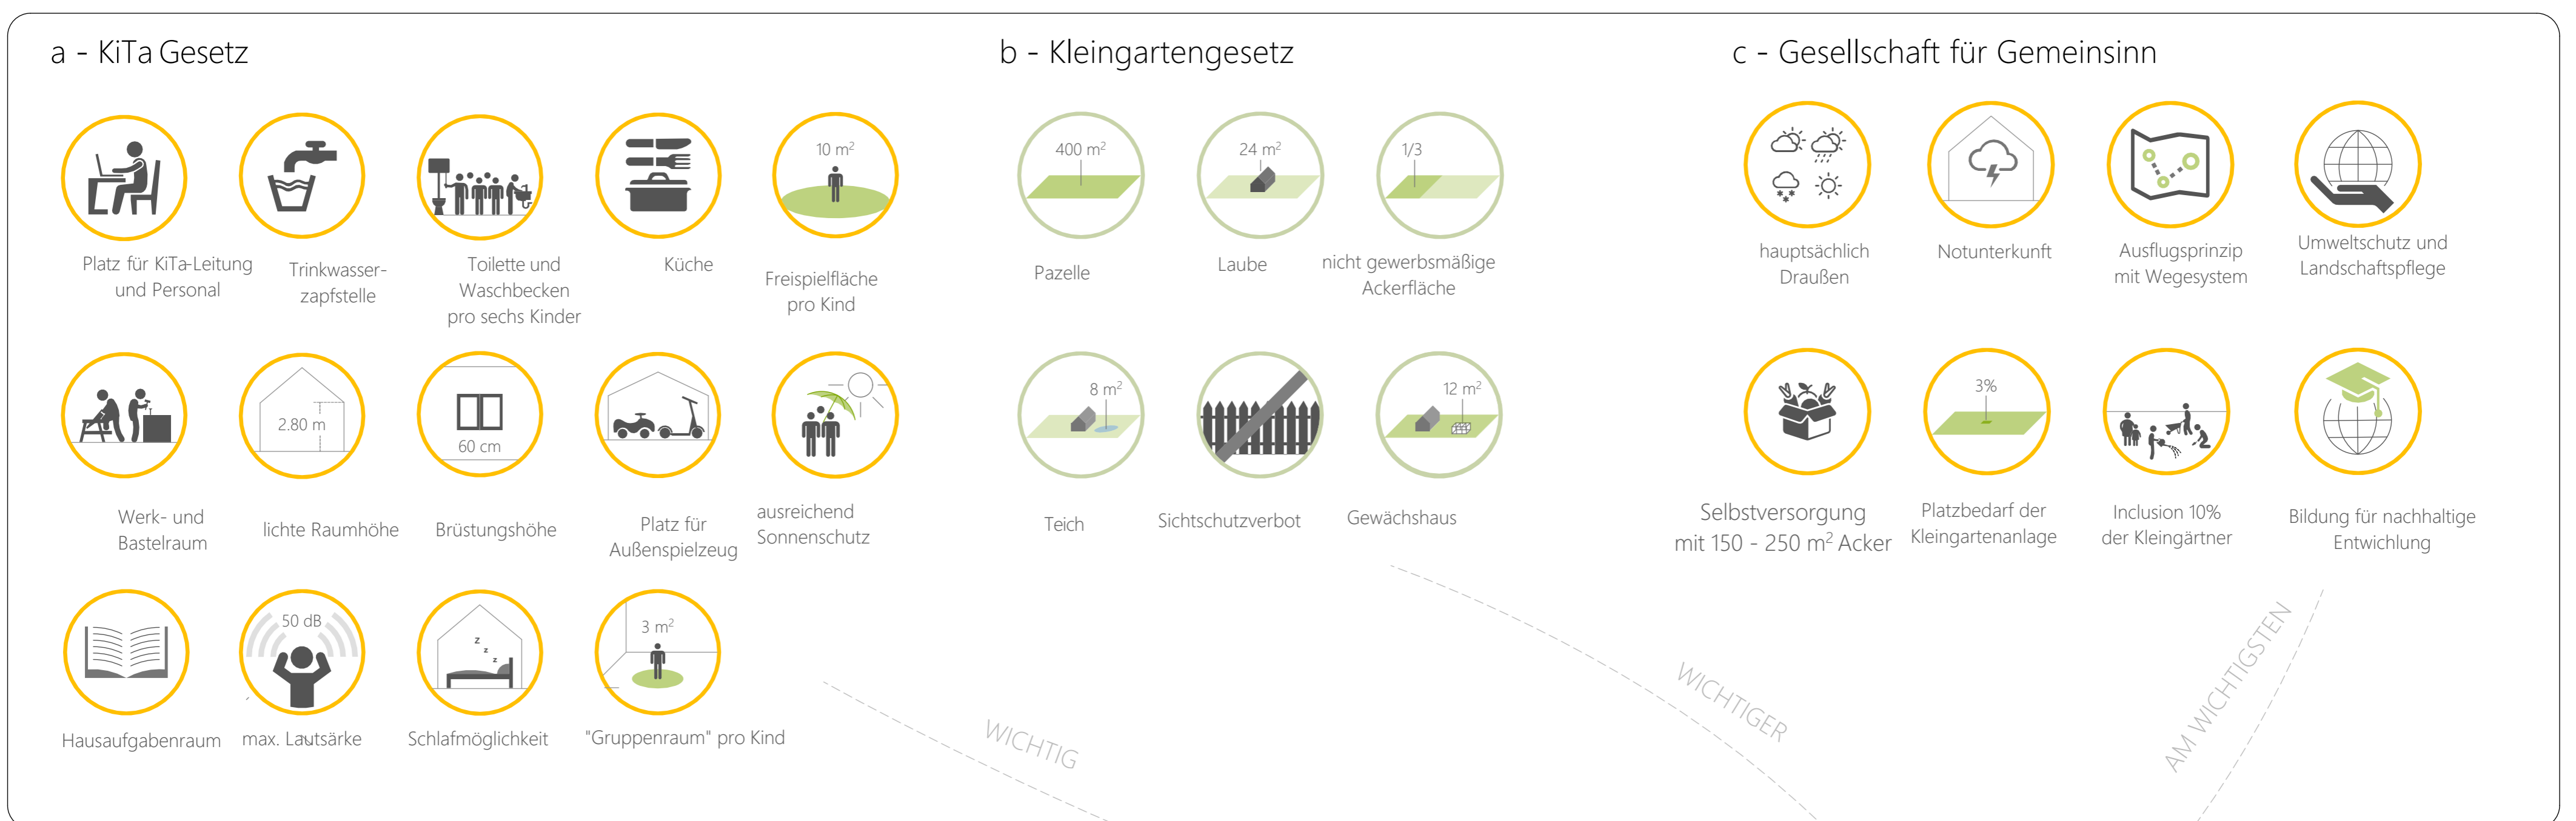 a - KiTa Gesetz
Platz für KiTa-Leitung
und Personal
Trinkwasser-
zapfstelle
Toilette und
Waschbecken
pro sechs Kinder
Küche
10 m²
Freispielfläche
pro Kind
Werk- und
Bastelraum
2.80 m
lichte Raumhöhe
60 cm
Brüstungshöhe
Platz für
Außenspielzeug
ausreichend
Sonnenschutz
Hausaufgabenraum
50 dB
max. Lautsärke
z
z
z
Schlafmöglichkeit
3 m²
"Gruppenraum" pro Kind
WICHTIG
b - Kleingartengesetz
400 m²
Pazelle
24 m²
Laube
1/3
nicht gewerbsmäßige
Ackerfläche
8 m²
Teich
Sichtschutzverbot
12 m²
Gewächshaus
WICHTIGER
c - Gesellschaft für Gemeinsinn
hauptsächlich
Draußen
Notunterkunft
Ausflugsprinzip
mit Wegesystem
Umweltschutz und
Landschaftspflege
Selbstversorgung
mit 150 - 250 m² Acker
3%
Platzbedarf der
Kleingartenanlage
Inclusion 10%
der Kleingärtner
Bildung für nachhaltige
Entwichlung
AM WICHTIGSTEN